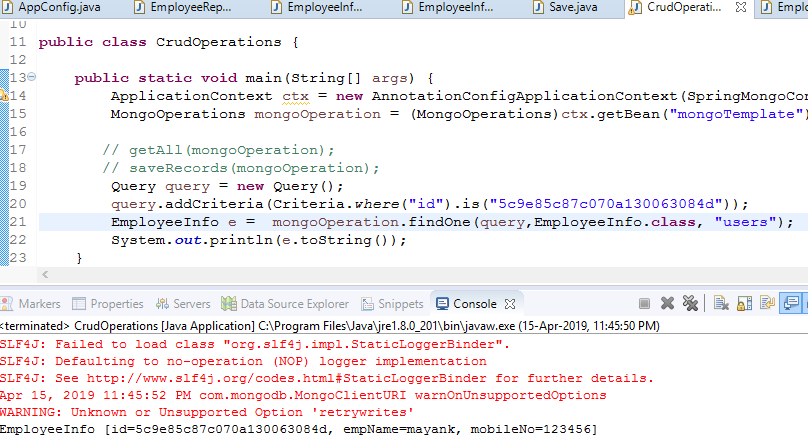 AppConfig.java EmployeeRep... EmployeeInf... EmployeeInf... Save.java CrudOperati... Empl
10
11 public class CrudOperations {
12
13 public static void main(String[] args) {
14 ApplicationContext ctx = new AnnotationConfigApplicationContext(SpringMongoCon
15 MongoOperations mongoOperation = (MongoOperations)ctx.getBean("mongoTemplate")
16
17 // getAll(mongoOperation);
18 // saveRecords(mongoOperation);
19 Query query = new Query();
20 query.addCriteria(Criteria.where("id").is("5c9e85c87c070a130063084d"));
21 EmployeeInfo e = mongoOperation.findOne(query,EmployeeInfo.class, "users");
22 System.out.println(e.toString());
23 }
Markers Properties Servers Data Source Explorer Snippets Console
<terminated> CrudOperations [Java Application] C:\Program Files\Java\jre1.8.0_201\bin\javaw.exe (15-Apr-2019, 11:45:50 PM)
SLF4J: Failed to load class "org.slf4j.impl.StaticLoggerBinder".
SLF4J: Defaulting to no-operation (NOP) logger implementation
SLF4J: See http://www.slf4j.org/codes.html#StaticLoggerBinder for further details.
Apr 15, 2019 11:45:52 PM com.mongodb.MongoClientURI warnOnUnsupportedOptions
WARNING: Unknown or Unsupported Option 'retrywrites'
EmployeeInfo [id=5c9e85c87c070a130063084d, empName=mayank, mobileNo=123456]